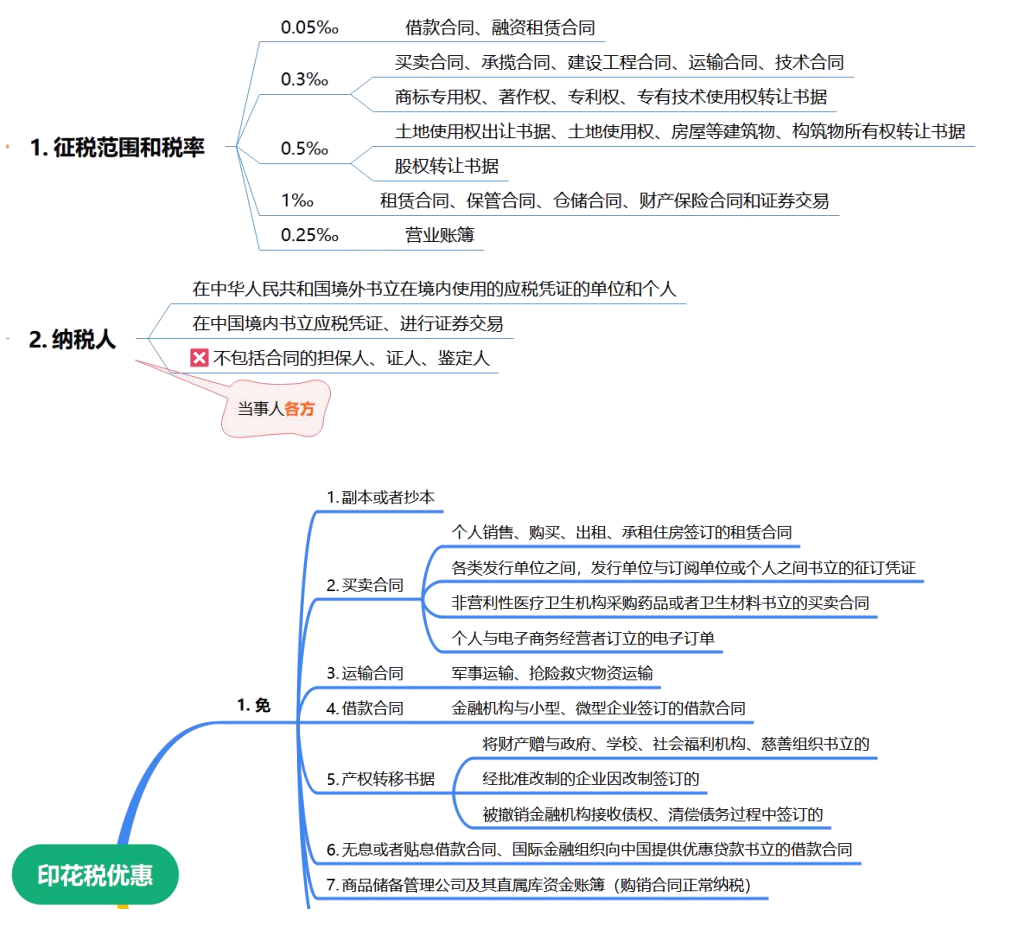 0.05‰ 借款合同、融资租赁合同
买卖合同、承揽合同、建设工程合同、运输合同、技术合同
0.3‰
商标专用权、著作权、专利权、专有技术使用权转让书据
1. 征税范围和税率
土地使用权出让书据、土地使用权、房屋等建筑物、构筑物所有权转让书据
0.5‰
股权转让书据
1‰ 租赁合同、保管合同、仓储合同、财产保险合同和证券交易
0.25‰ 营业账簿
在中华人民共和国境外书立在境内使用的应税凭证的单位和个人
2. 纳税人
在中国境内书立应税凭证、进行证券交易
不包括合同的担保人、证人、鉴定人
当事人各方
1.副本或者抄本
个人销售、购买、出租、承租住房签订的租赁合同
各类发行单位之间，发行单位与订阅单位或个人之间书立的征订凭证
2.买卖合同
非营利性医疗卫生机构采购药品或者卫生材料书立的买卖合同
个人与电子商务经营者订立的电子订单
3.运输合同 军事运输、抢险救灾物资运输
1. 免
4.借款合同 金融机构与小型、微型企业签订的借款合同
将财产赠与政府、学校、社会福利机构、慈善组织书立的
5.产权转移书据 经批准改制的企业因改制签订的
被撤销金融机构接收债权、清偿债务过程中签订的
6.无息或者贴息借款合同、国际金融组织向中国提供优惠贷款书立的借款合同
印花税优惠
7.商品储备管理公司及其直属库资金账簿（购销合同正常纳税）